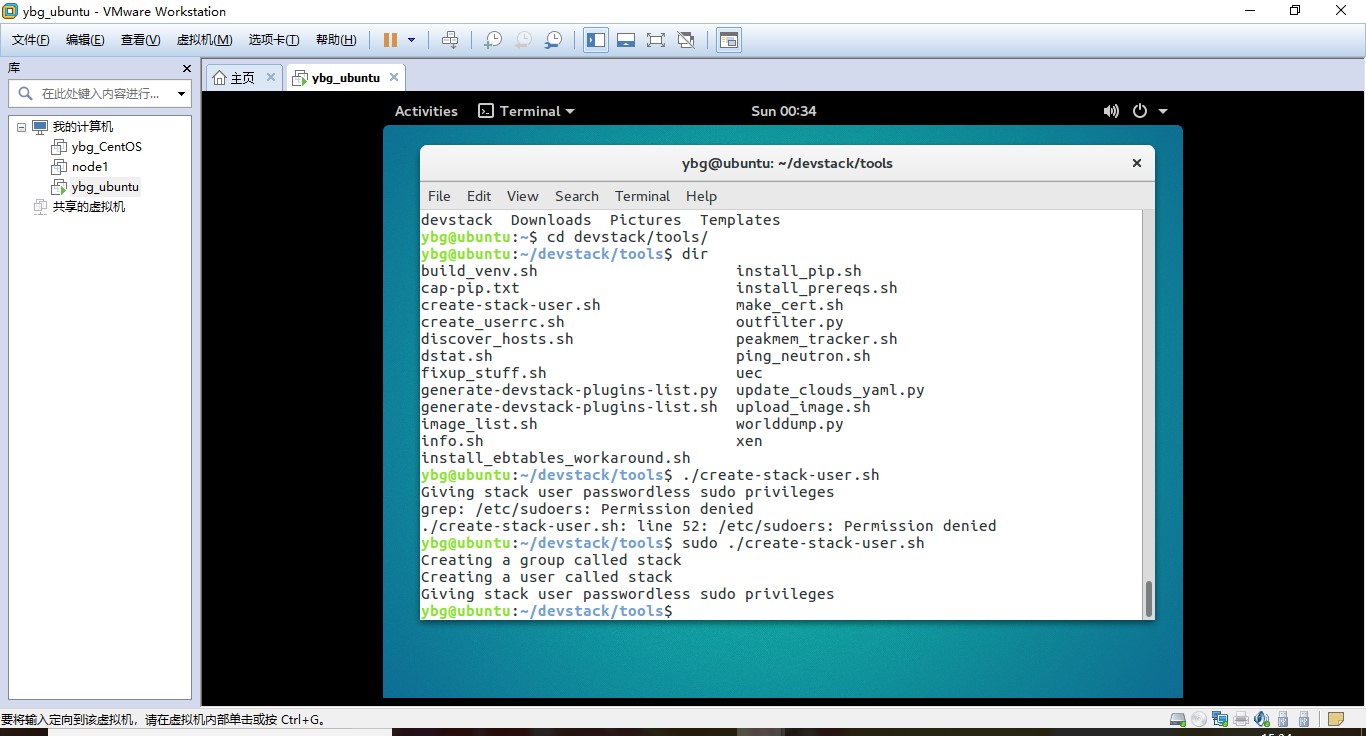 ybg_ubuntu - VMware Workstation
文件(F) 编辑(E) 查看(V) 虚拟机(M) 选项卡(T) 帮助(H)
库
在此处键入内容进行...
我的计算机
ybg_CentOS
node1
ybg_ubuntu
共享的虚拟机
主页 ybg_ubuntu
Activities Terminal Sun 00:34
ybg@ubuntu: ~/devstack/tools
File Edit View Search Terminal Help
devstack  Downloads  Pictures  Templates
ybg@ubuntu:~$ cd devstack/tools/
ybg@ubuntu:~/devstack/tools$ dir
build_venv.sh                      install_pip.sh
cap-pip.txt                        install_prereqs.sh
create-stack-user.sh               make_cert.sh
create_userrc.sh                   outfilter.py
discover_hosts.sh                  peakmem_tracker.sh
dstat.sh                           ping_neutron.sh
fixup_stuff.sh                     uec
generate-devstack-plugins-list.py  update_clouds_yaml.py
generate-devstack-plugins-list.sh  upload_image.sh
image_list.sh                      worlddump.py
info.sh                            xen
install_ebtables_workaround.sh
ybg@ubuntu:~/devstack/tools$ ./create-stack-user.sh
Giving stack user passwordless sudo privileges
grep: /etc/sudoers: Permission denied
./create-stack-user.sh: line 52: /etc/sudoers: Permission denied
ybg@ubuntu:~/devstack/tools$ sudo ./create-stack-user.sh
Creating a group called stack
Creating a user called stack
Giving stack user passwordless sudo privileges
ybg@ubuntu:~/devstack/tools$
要将输入定向到该虚拟机，请在虚拟机内部单击或按 Ctrl+G。